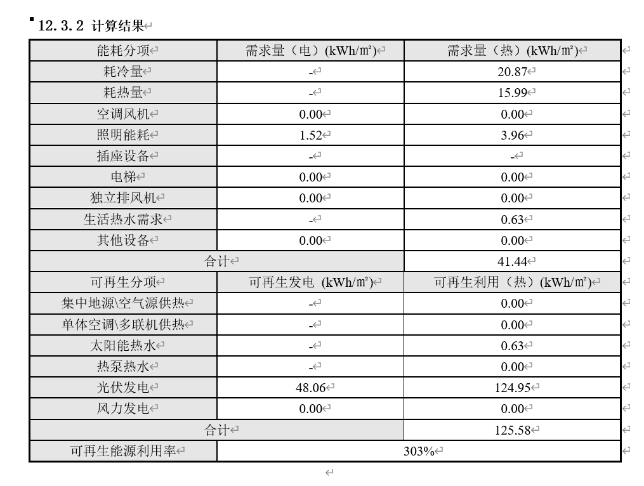 12.3.2 计算结果
能耗分项 需求量（电）(kWh/㎡) 需求量（热）(kWh/㎡)
耗冷量 - 20.87
耗热量 - 15.99
空调风机 0.00 0.00
照明能耗 1.52 3.96
插座设备 - -
电梯 0.00 0.00
独立排风机 0.00 0.00
生活热水需求 - 0.63
其他设备 0.00 0.00
合计 41.44
可再生分项 可再生发电 (kWh/㎡) 可再生利用（热）(kWh/㎡)
集中地源\空气源供热 - 0.00
单体空调\多联机供热 - 0.00
太阳能热水 - 0.63
热泵热水 - 0.00
光伏发电 48.06 124.95
风力发电 0.00 0.00
合计 125.58
可再生能源利用率 303%